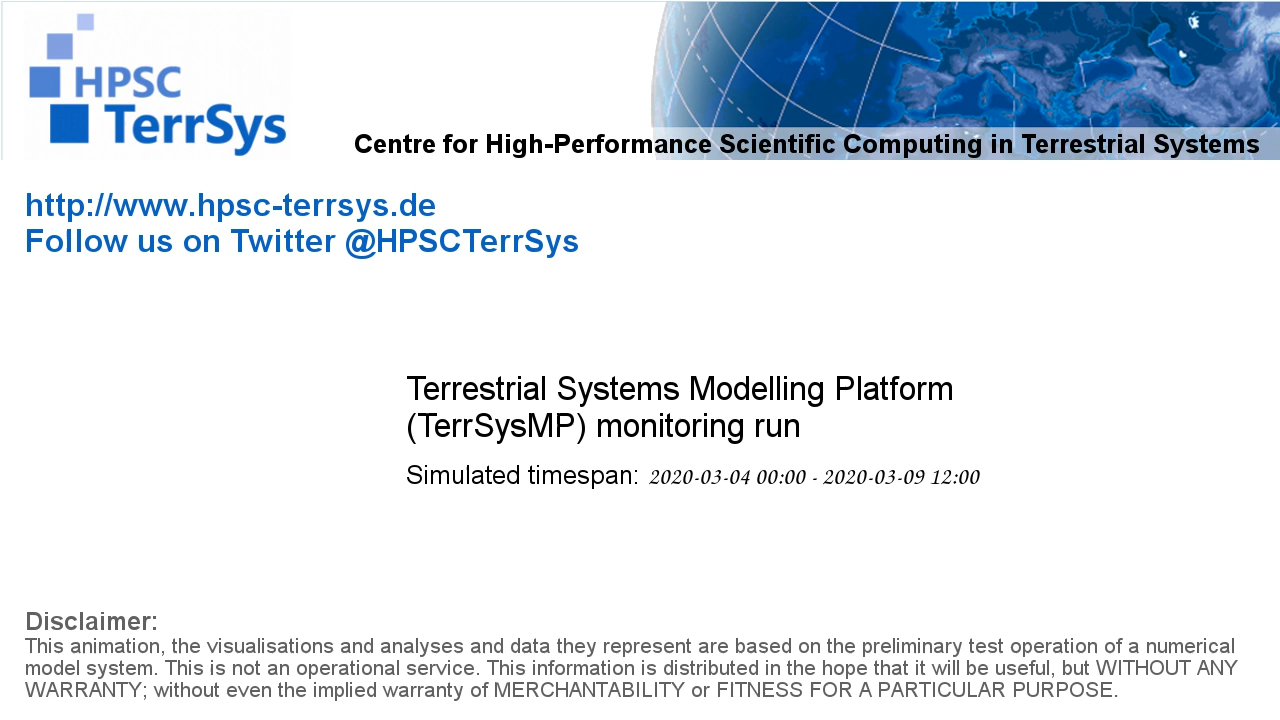 HPSC
TerrSys
Centre for High-Performance Scientific Computing in Terrestrial Systems
http://www.hpsc-terrsys.de
Follow us on Twitter @HPSCTerrSys
Terrestrial Systems Modelling Platform
(TerrSysMP) monitoring run
Simulated timespan: 2020-03-04 00:00 - 2020-03-09 12:00
Disclaimer:
This animation, the visualisations and analyses and data they represent are based on the preliminary test operation of a numerical
model system. This is not an operational service. This information is distributed in the hope that it will be useful, but WITHOUT ANY
WARRANTY; without even the implied warranty of MERCHANTABILITY or FITNESS FOR A PARTICULAR PURPOSE.